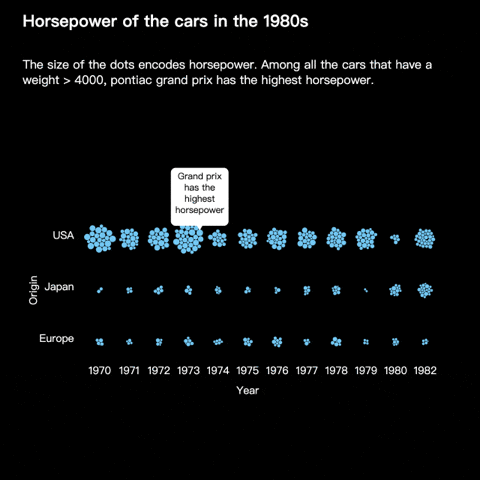 Horsepower of the cars in the 1980s
The size of the dots encodes horsepower. Among all the cars that have a
weight > 4000, pontiac grand prix has the highest horsepower.
Grand prix
has the
highest
horsepower
USA
Japan
Europe
Origin
1970 1971 1972 1973 1974 1975 1976 1977 1978 1979 1980 1982
Year